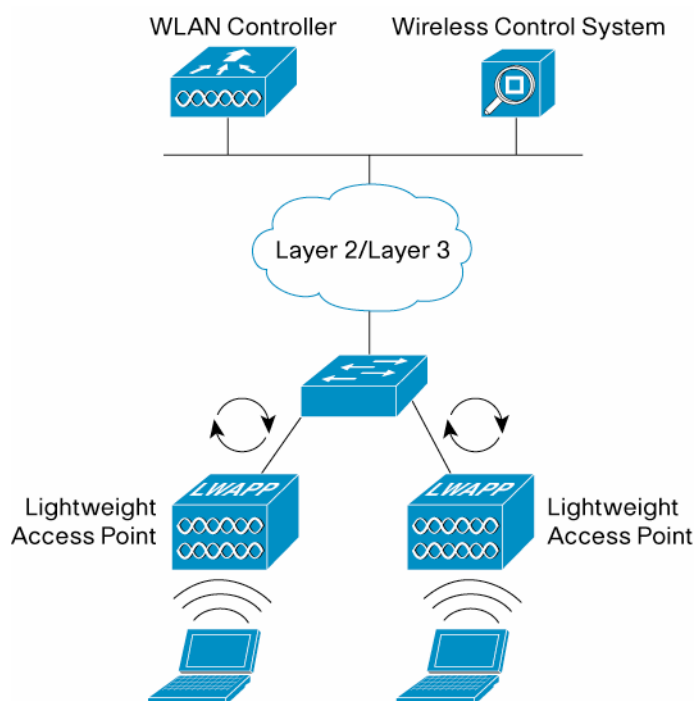 WLAN Controller
Wireless Control System
Layer 2/Layer 3
LWAPP
LWAPP
Lightweight
Access Point
Lightweight
Access Point